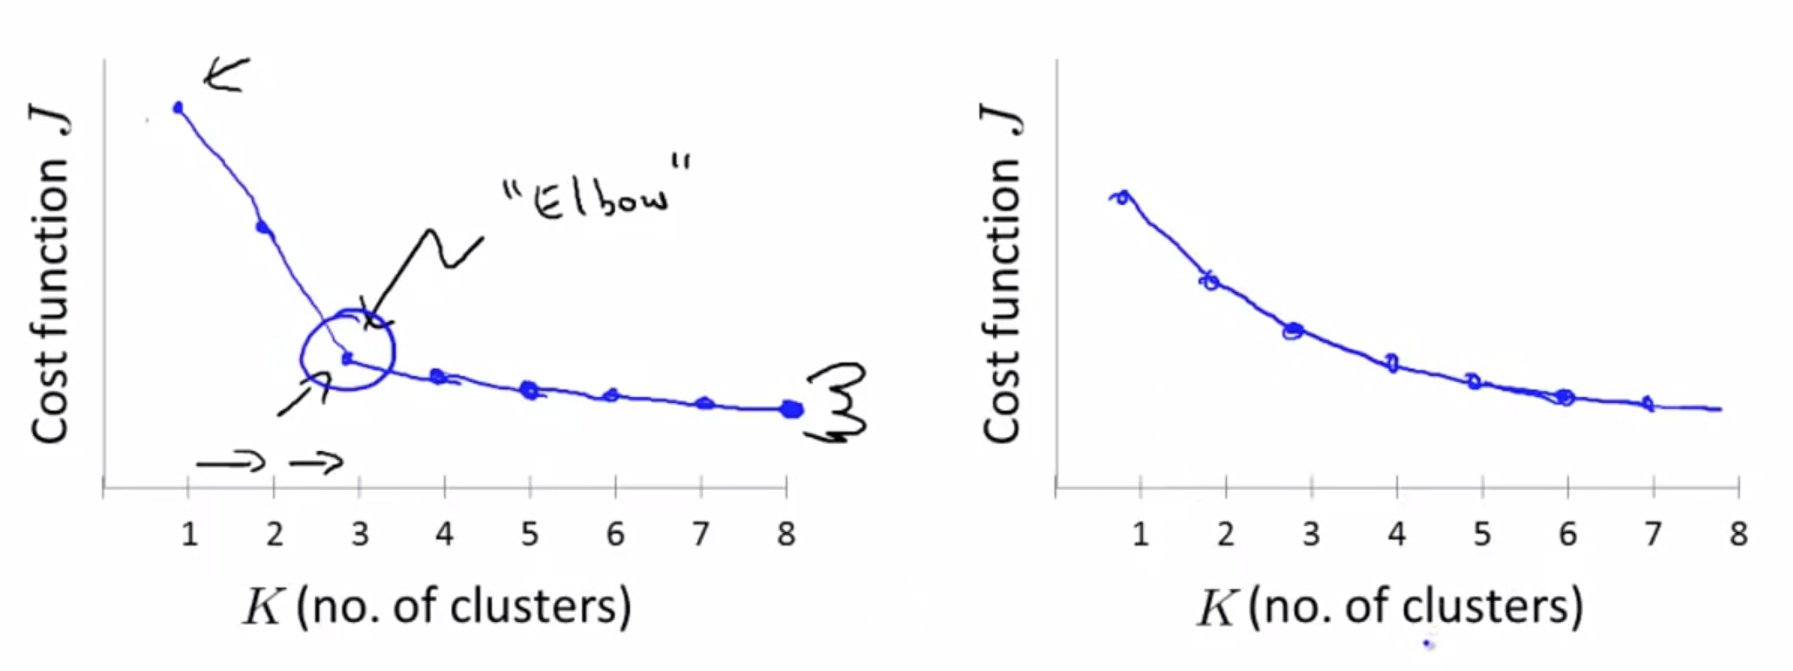 "Elbow"
Cost function J
1 2 3 4 5 6 7 8
K (no. of clusters)
Cost function J
1 2 3 4 5 6 7 8
K (no. of clusters)